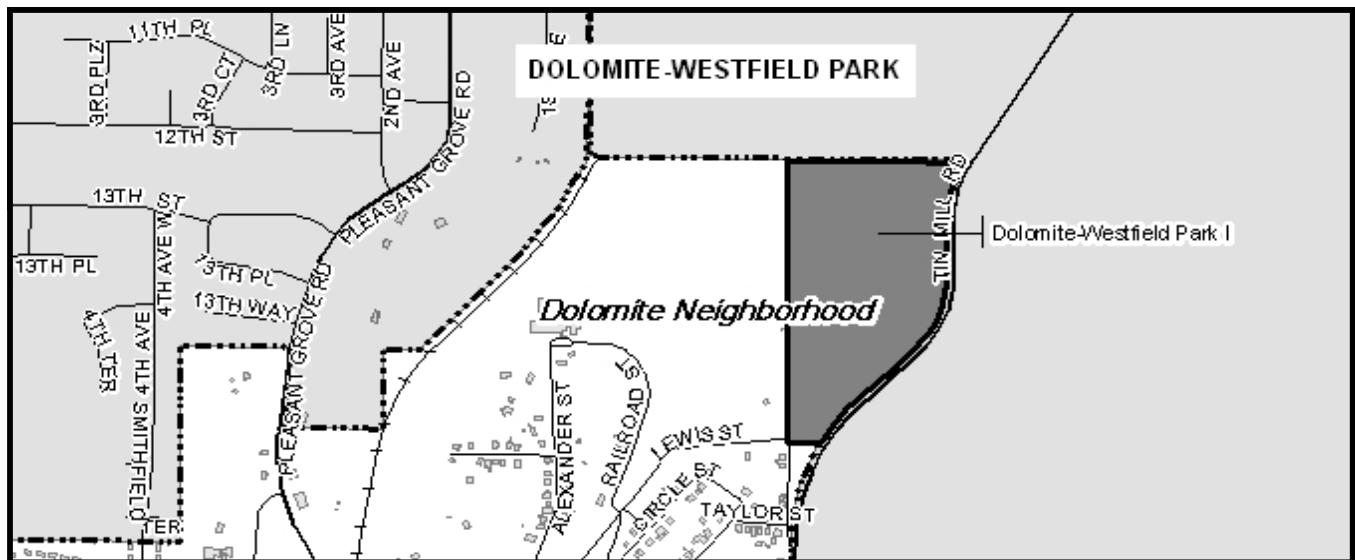 11TH PL
3RD PLZ
3RD CT
3RD LN
3RD AVE
2ND AVE
PLEASANT GROVE RD
DOLOMITE-WESTFIELD PARK
12TH ST
13TH ST
13TH PL
4TH AVE W
13TH PL
13TH WAY
4TH TER
SMITHFIELD 4TH AVE
PLEASANT GROVE RD
PLEASANT GROVE RD
TIN MILL RD
Dolomite-Westfield Park I
Dolomite Neighborhood
ALEXANDER ST
RAILROAD ST
LEWIS ST
CIRCLE ST
TAYLOR ST
TER